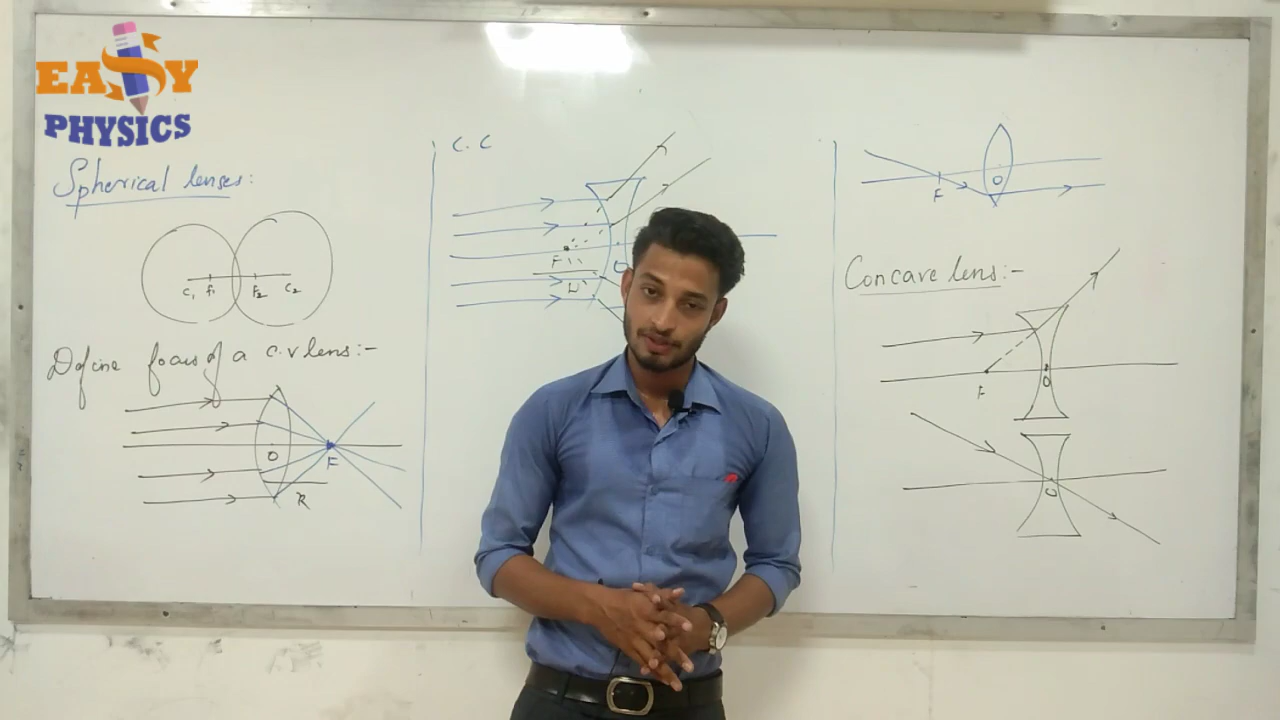 EASY
PHYSICS
Spherical lenses:
C1 F1 F2 C2
Define focus of a c.v lens:-
O
F
R
C.C
F
O
F
O
Concave lens:-
F
O
O